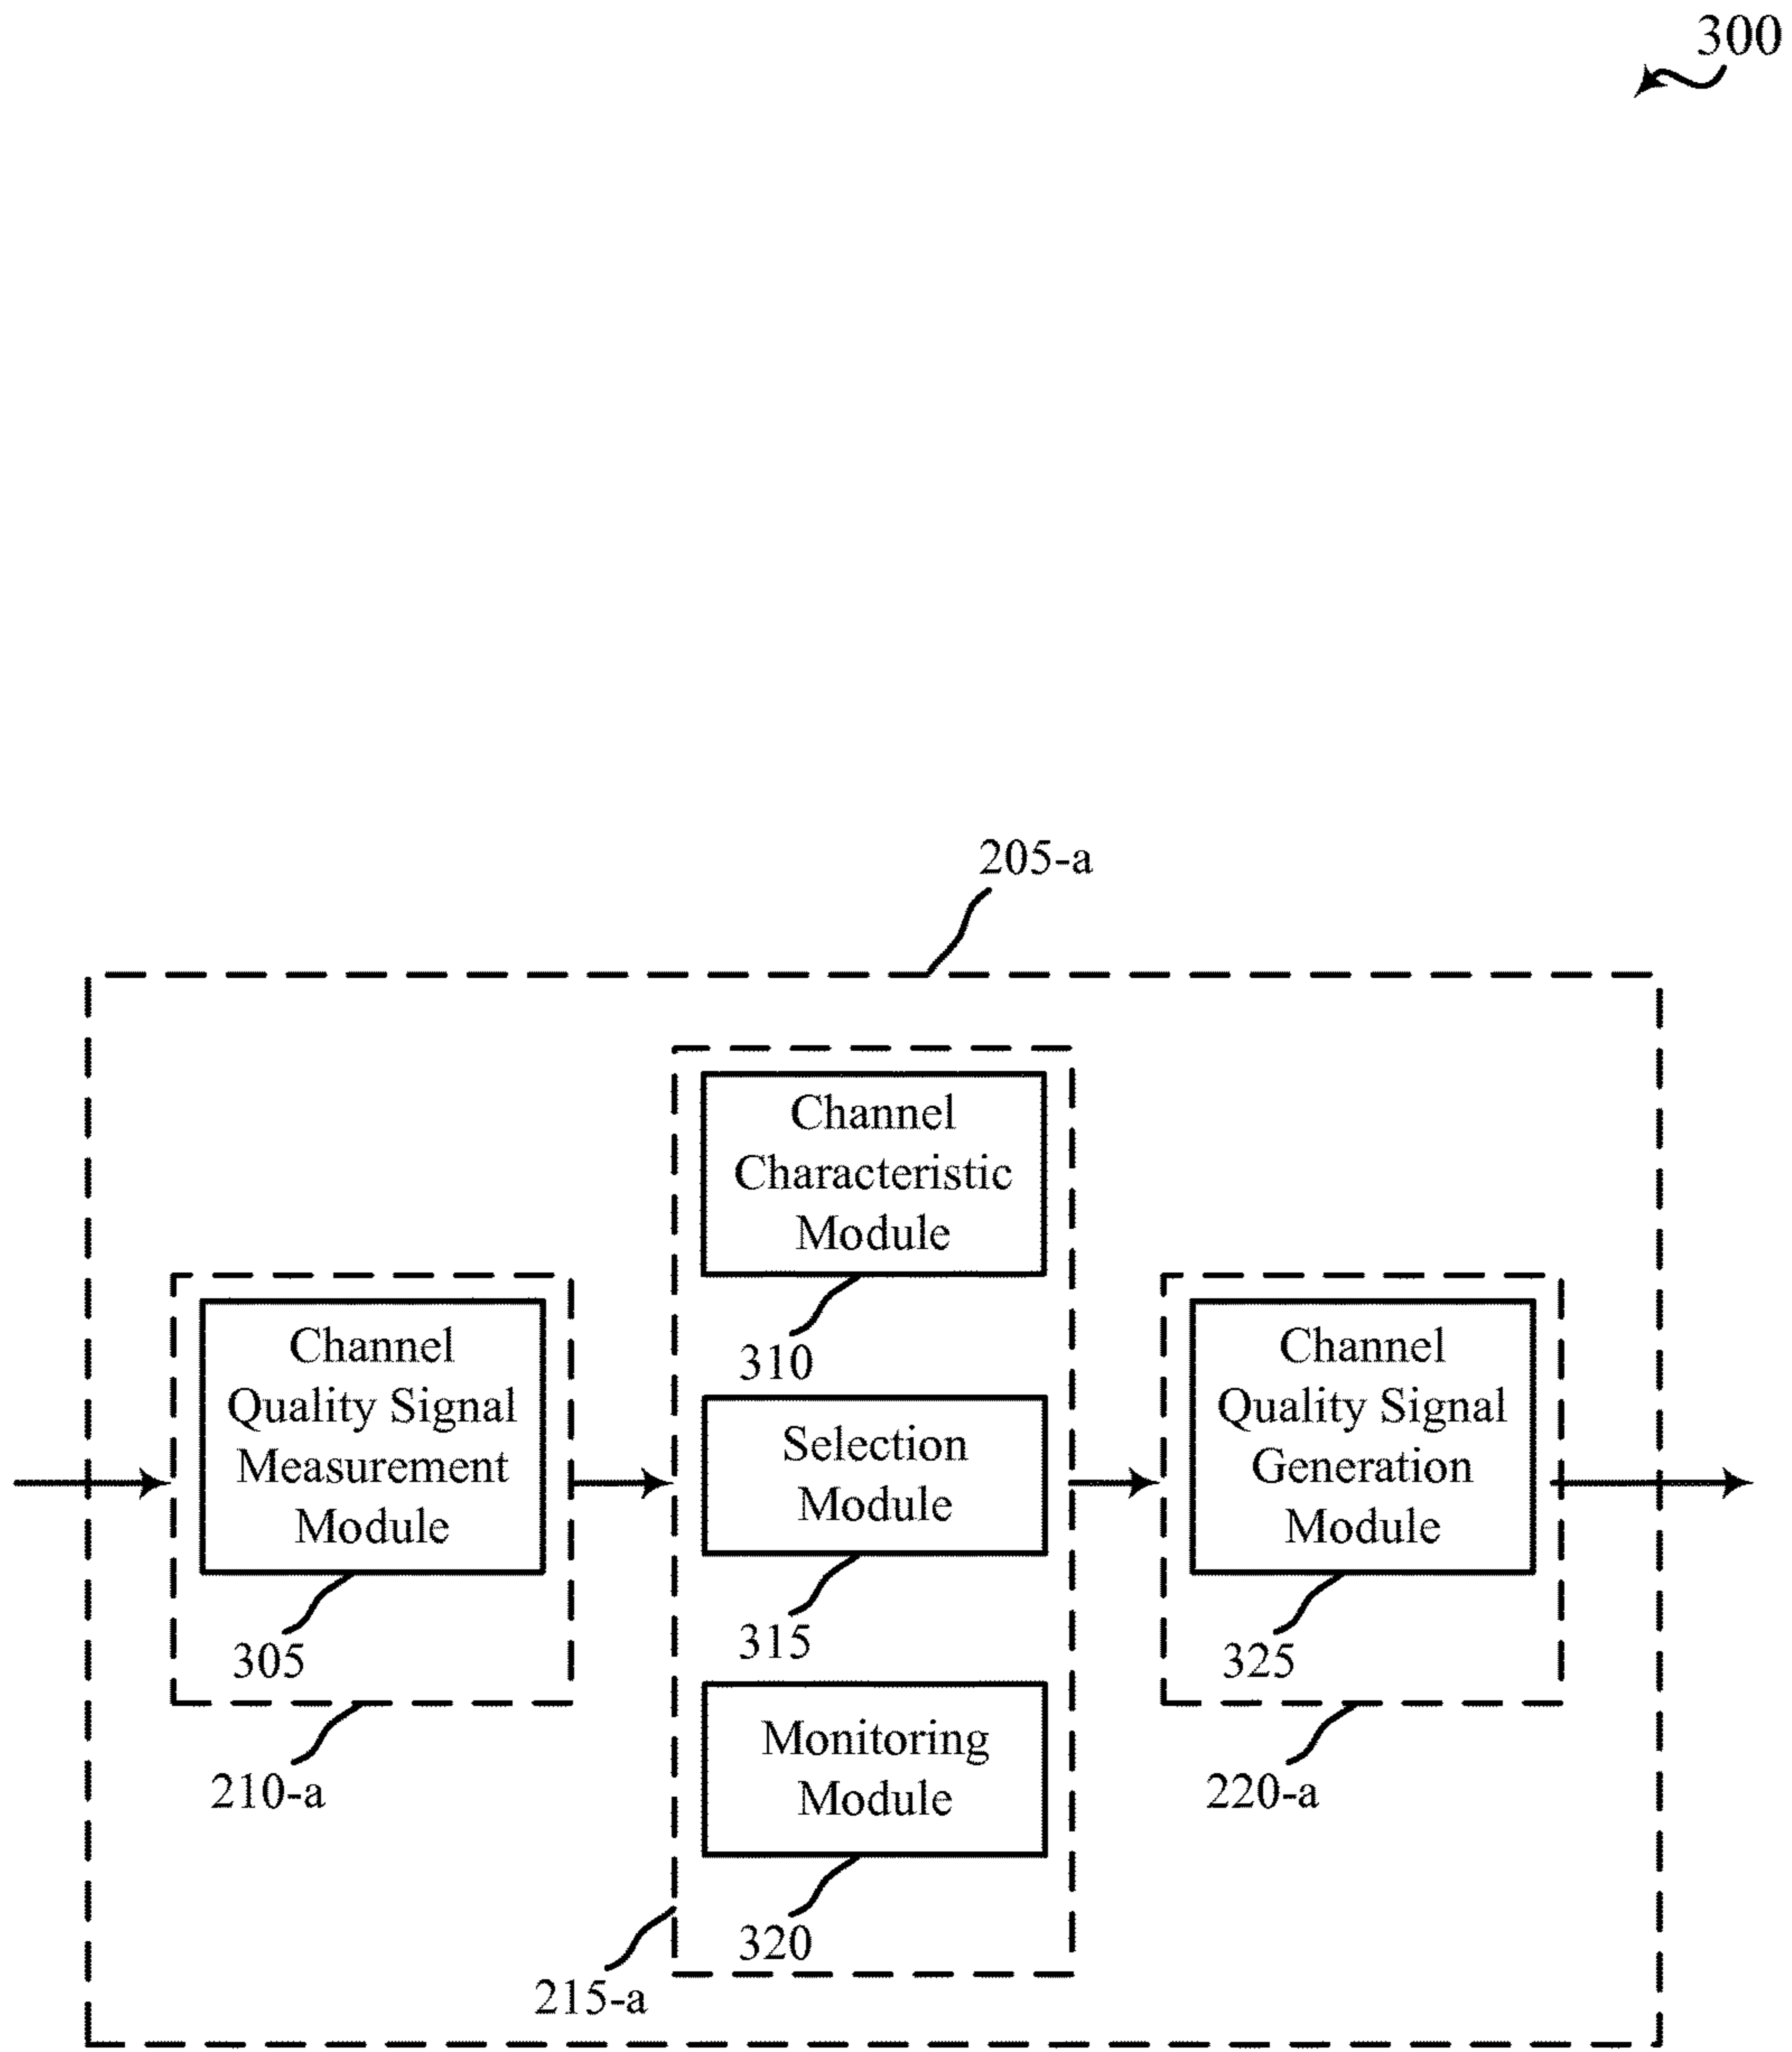 300
205-a
Channel
Characteristic
Module
310
Channel
Quality Signal
Measurement
Module
305
210-a
Selection
Module
315
Monitoring
Module
320
215-a
Channel
Quality Signal
Generation
Module
325
220-a